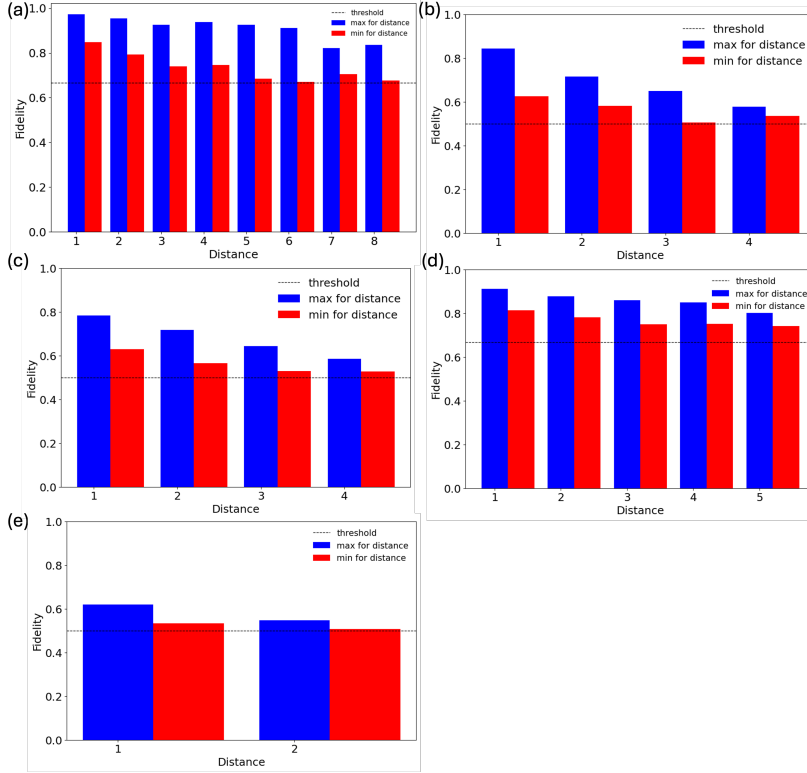 (a)
1.0
0.8
0.6
0.4
0.2
0.0
Fidelity
threshold
max for distance
min for distance
1 2 3 4 5 6 7 8
Distance
(b)
1.0
0.8
0.6
0.4
0.2
0.0
Fidelity
threshold
max for distance
min for distance
1 2 3 4
Distance
(c)
1.0
0.8
0.6
0.4
0.2
0.0
Fidelity
threshold
max for distance
min for distance
1 2 3 4
Distance
(d)
1.0
0.8
0.6
0.4
0.2
0.0
Fidelity
threshold
max for distance
min for distance
1 2 3 4 5
Distance
(e)
1.0
0.8
0.6
0.4
0.2
0.0
Fidelity
threshold
max for distance
min for distance
1 2
Distance